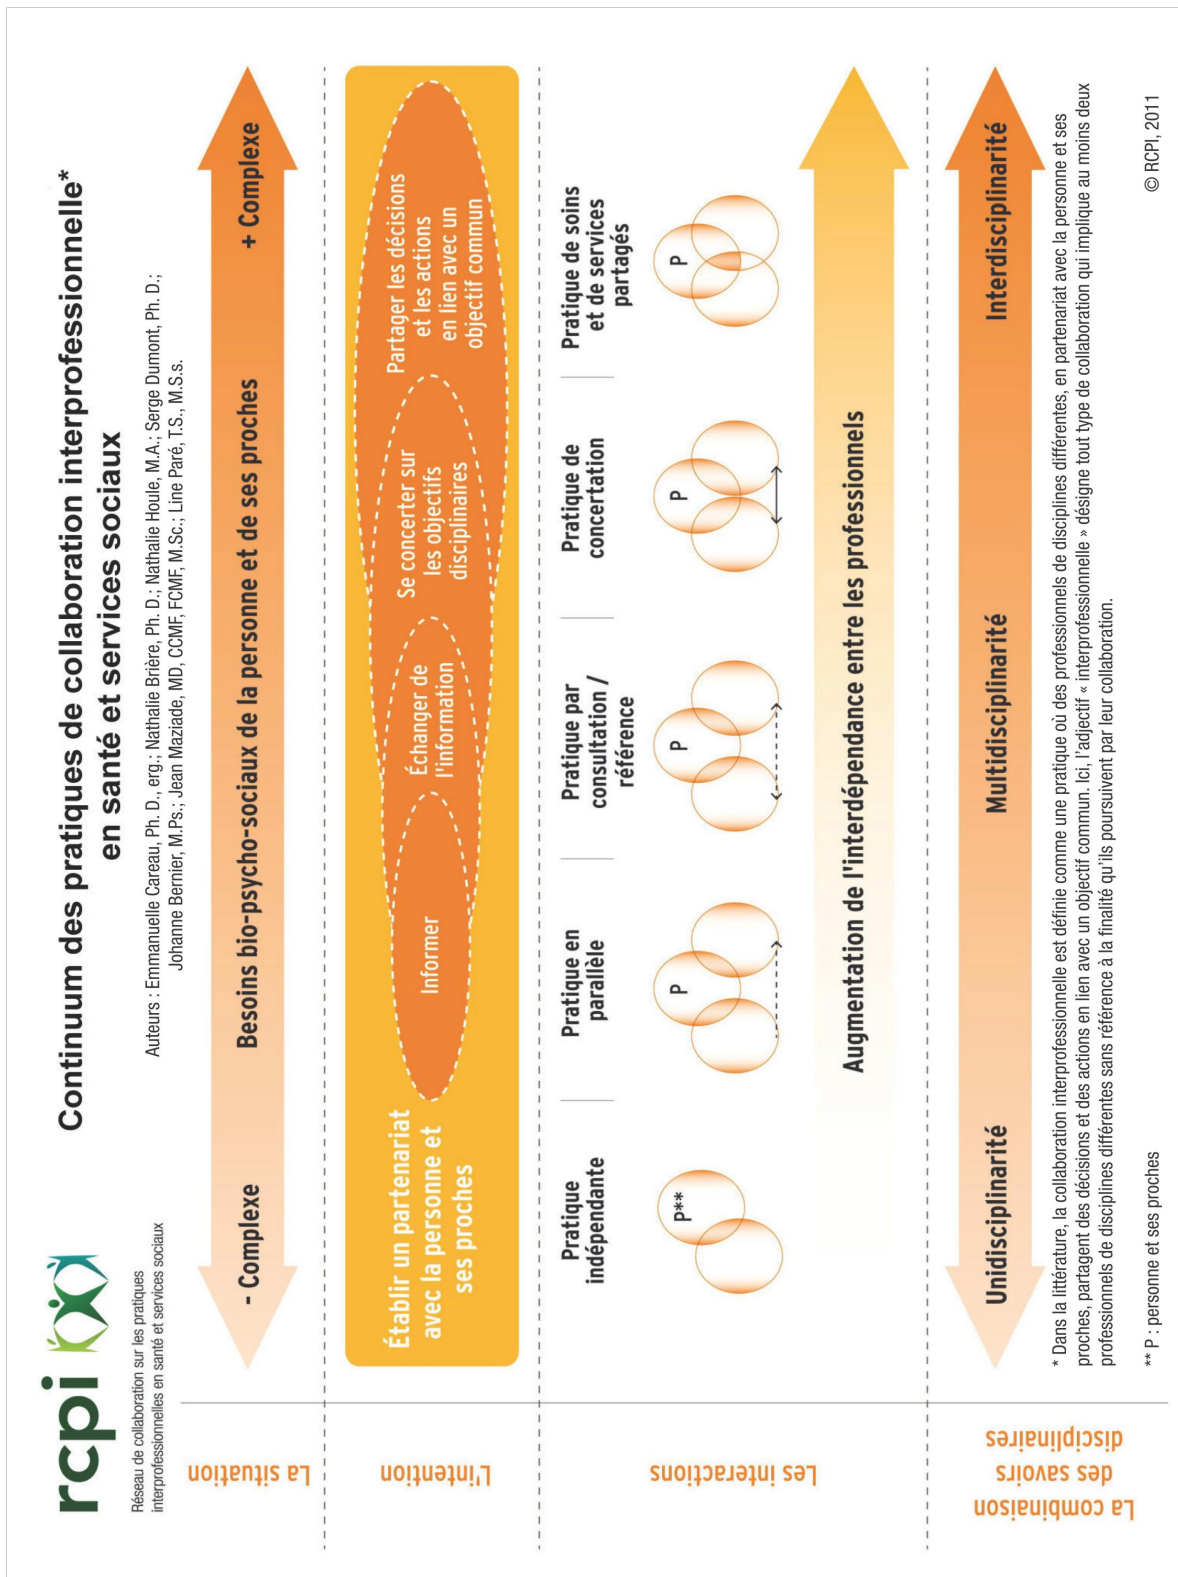 rcpi
Réseau de collaboration sur les pratiques
interprofessionnelles en santé et services sociaux
Continuum des pratiques de collaboration interprofessionnelle*
en santé et services sociaux
Auteurs : Emmanuelle Careau, Ph. D., erg.; Nathalie Brière, Ph. D.; Nathalie Houle, M.A.; Serge Dumont, Ph. D.;
Johanne Bernier, M.Ps.; Jean Maziade, MD, CCMF, FCMF, M.Sc.; Line Paré, T.S., M.S.s.
La situation
- Complexe
Besoins bio-psycho-sociaux de la personne et de ses proches
+ Complexe
L'intention
Établir un partenariat
avec la personne et
ses proches
Informer
Échanger de
l'information
Se concerter sur
les objectifs
disciplinaires
Partager les décisions
et les actions
en lien avec un
objectif commun
Les interactions
Pratique
indépendante
Pratique en
parallèle
Pratique par
consultation /
référence
Pratique de
concertation
Pratique de soins
et de services
partagés
P**
P
P
P
P
Augmentation de l'interdépendance entre les professionnels
La combinaison
des savoirs
disciplinaires
Unidisciplinarité
Multidisciplinarité
Interdisciplinarité
* Dans la littérature, la collaboration interprofessionnelle est définie comme une pratique où des professionnels de disciplines différentes, en partenariat avec la personne et ses
proches, partagent des décisions et des actions en lien avec un objectif commun. Ici, l'adjectif « interprofessionnelle » désigne tout type de collaboration qui implique au moins deux
professionnels de disciplines différentes sans référence à la finalité qu'ils poursuivent par leur collaboration.
** P : personne et ses proches
© RCPI, 2011